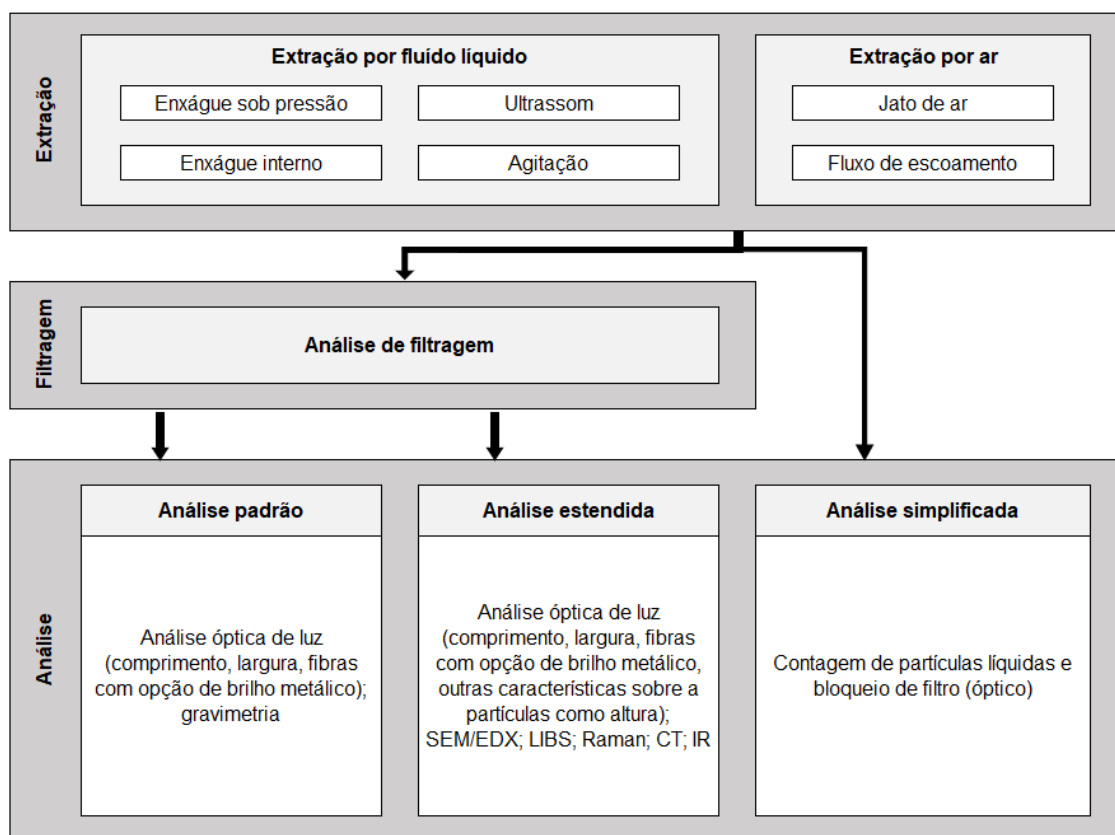 Extração
Extração por fluído líquido
Enxágue sob pressão
Ultrassom
Enxágue interno
Agitação
Extração por ar
Jato de ar
Fluxo de escoamento
Filtragem
Análise de filtragem
Análise
Análise padrão
Análise óptica de luz
(comprimento, largura, fibras
com opção de brilho metálico);
gravimetria
Análise estendida
Análise óptica de luz
(comprimento, largura, fibras
com opção de brilho metálico,
outras característicais sobre a
partículas como altura);
SEM/EDX; LIBS; Raman; CT; IR
Análise simplificada
Contagem de partículas líquidas e
bloqueio de filtro (óptico)